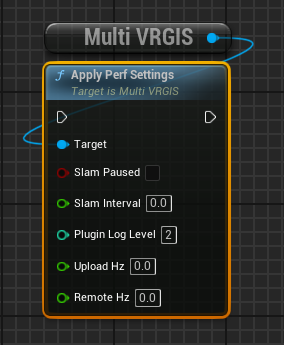 Multi VRGIS
f Apply Perf Settings
Target is Multi VRGIS
Target
Slam Paused
Slam Interval 0.0
Plugin Log Level 2
Upload Hz 0.0
Remote Hz 0.0